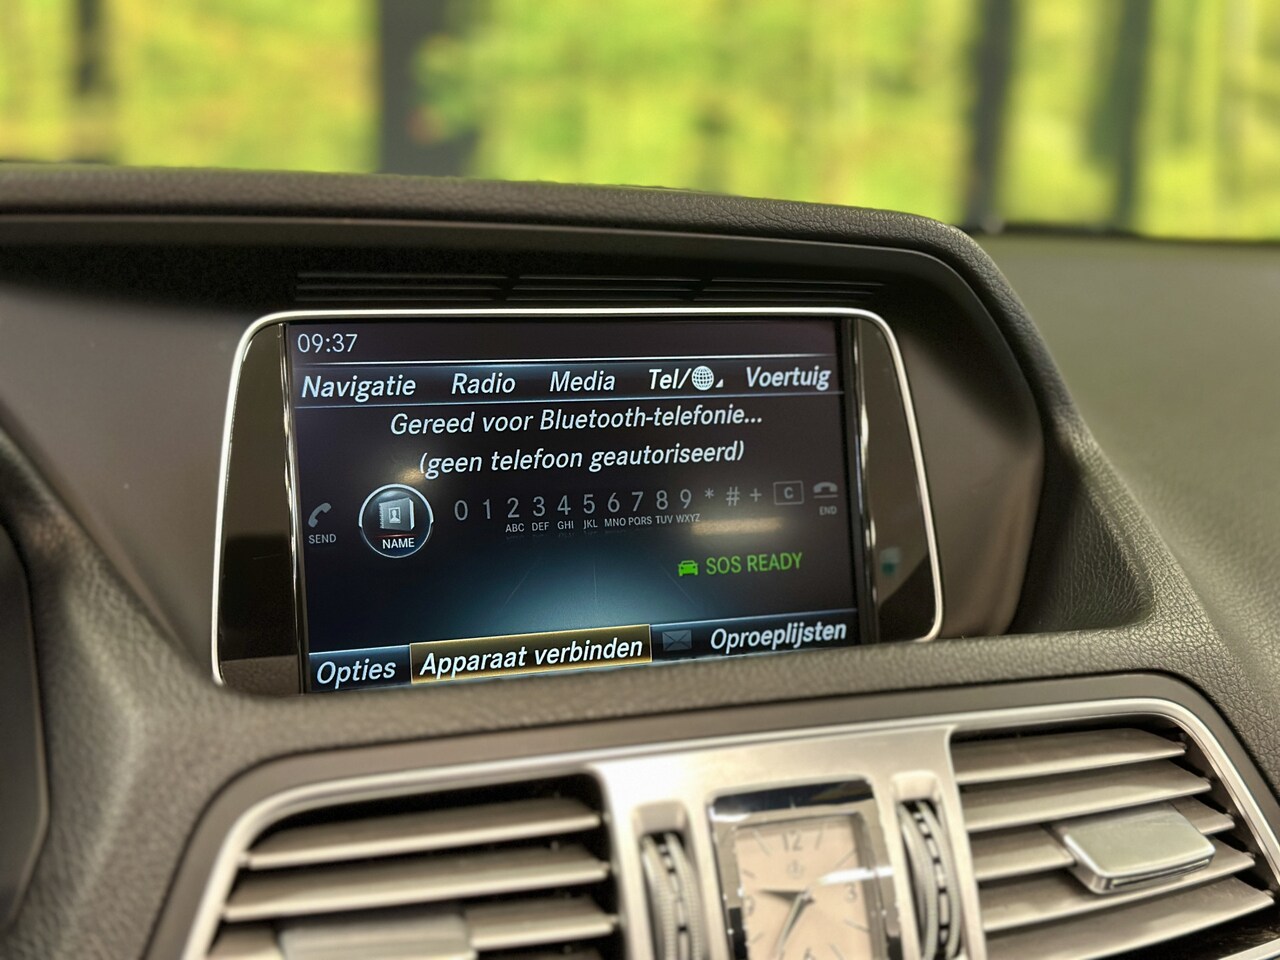 09:37
Navigatie Radio Media Tel/ Voertuig
Gereed voor Bluetooth-telefonie...
(geen telefoon geautoriseerd)
SEND NAME 0 1 2 3 4 5 6 7 8 9 * # + C END
ABC DEF GHI JKL MNO PQRS TUV WXYZ
SOS READY
Opties Apparaat verbinden Oproeplijsten
12
3